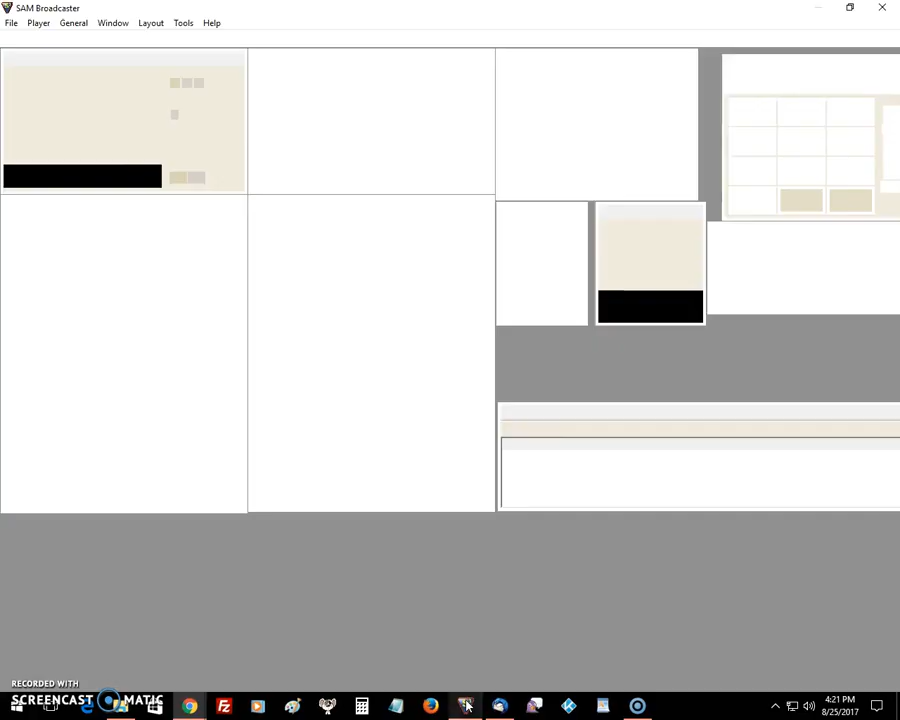 SAM Broadcaster
File Player General Window Layout Tools Help
RECORDED WITH
SCREENCAST MATIC
4:21 PM
8/25/2017